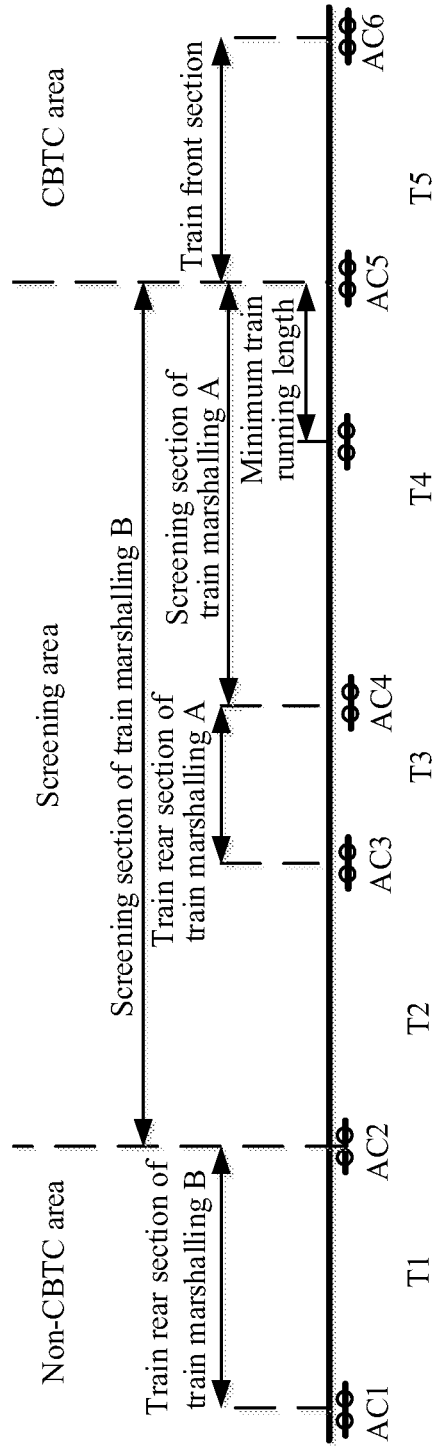 Non-CBTC area
Screening area
CBTC area
Screening section of train marshalling B
Train rear section of
train marshalling B
Train rear section of
train marshalling A
Screening section of
train marshalling A
Train front section
Minimum train
running length
AC1
AC2
AC3
AC4
AC5
AC6
T1
T2
T3
T4
T5